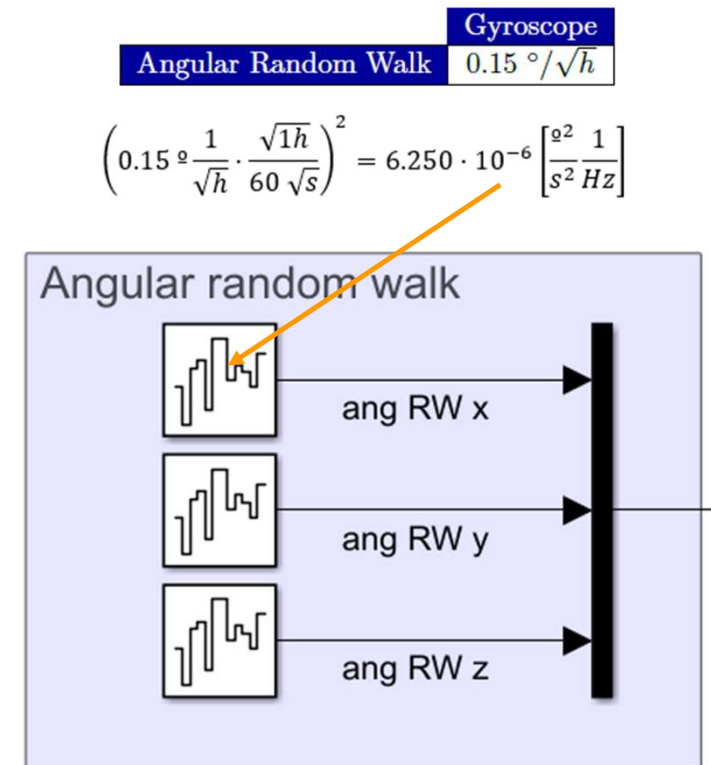 Gyroscope
Angular Random Walk 0.15 °/√h
(0.15 º 1/√h · √1h/60 √s)² = 6.250 · 10⁻⁶ [º²/s² 1/Hz]
Angular random walk
ang RW x
ang RW y
ang RW z